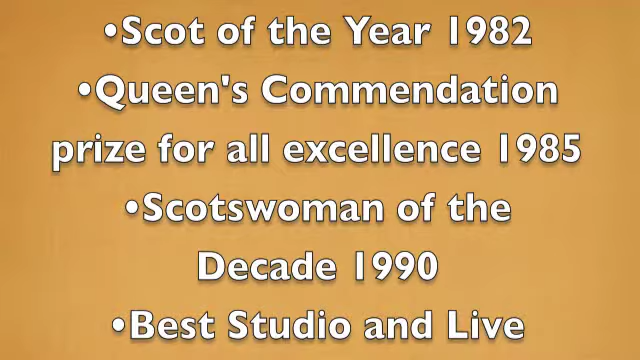 •Scot of the Year 1982
•Queen's Commendation
prize for all excellence 1985
•Scotswoman of the
Decade 1990
•Best Studio and Live